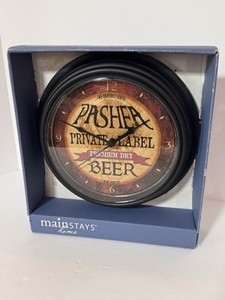 PASHEA
PRIVATE LABEL
PREMIUM DRY
BEER
mainSTAYS
home